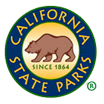 CALIFORNIA
SINCE 1864
STATE PARKS
®